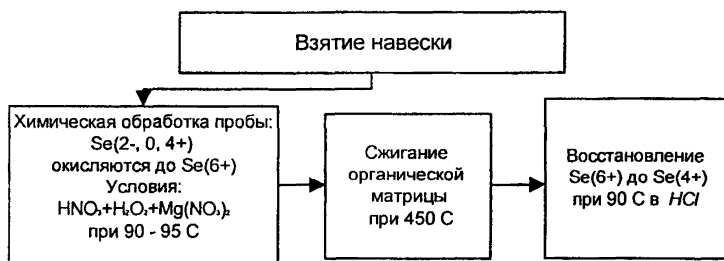 Взятие навески
Химическая обработка пробы:
Se(2-, 0, 4+)
окисляются до Se(6+)
Условия:
HNO₃+H₂O₂+Mg(NO₃)₂
при 90 - 95 С
Сжигание
органической
матрицы
при 450 С
Восстановление
Se(6+) до Se(4+)
при 90 С в HCl